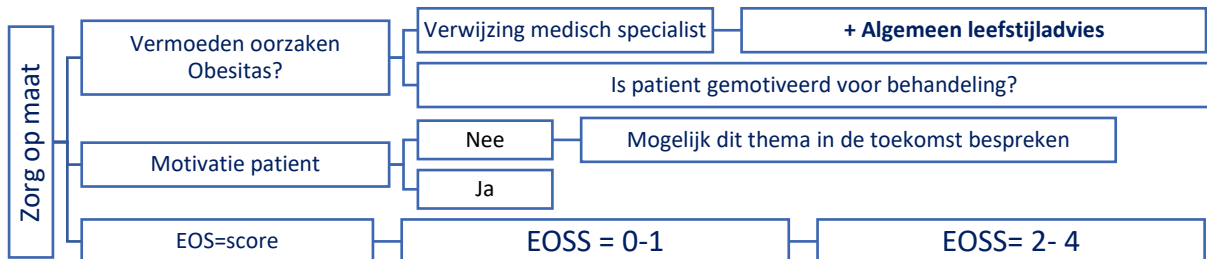 Zorg op maat
Vermoeden oorzaken
Obesitas?
Verwijzing medisch specialist
+ Algemeen leefstijladvies
Is patient gemotiveerd voor behandeling?
Motivatie patient
Nee
Mogelijk dit thema in de toekomst bespreken
Ja
EOS=score
EOSS = 0-1
EOSS= 2- 4